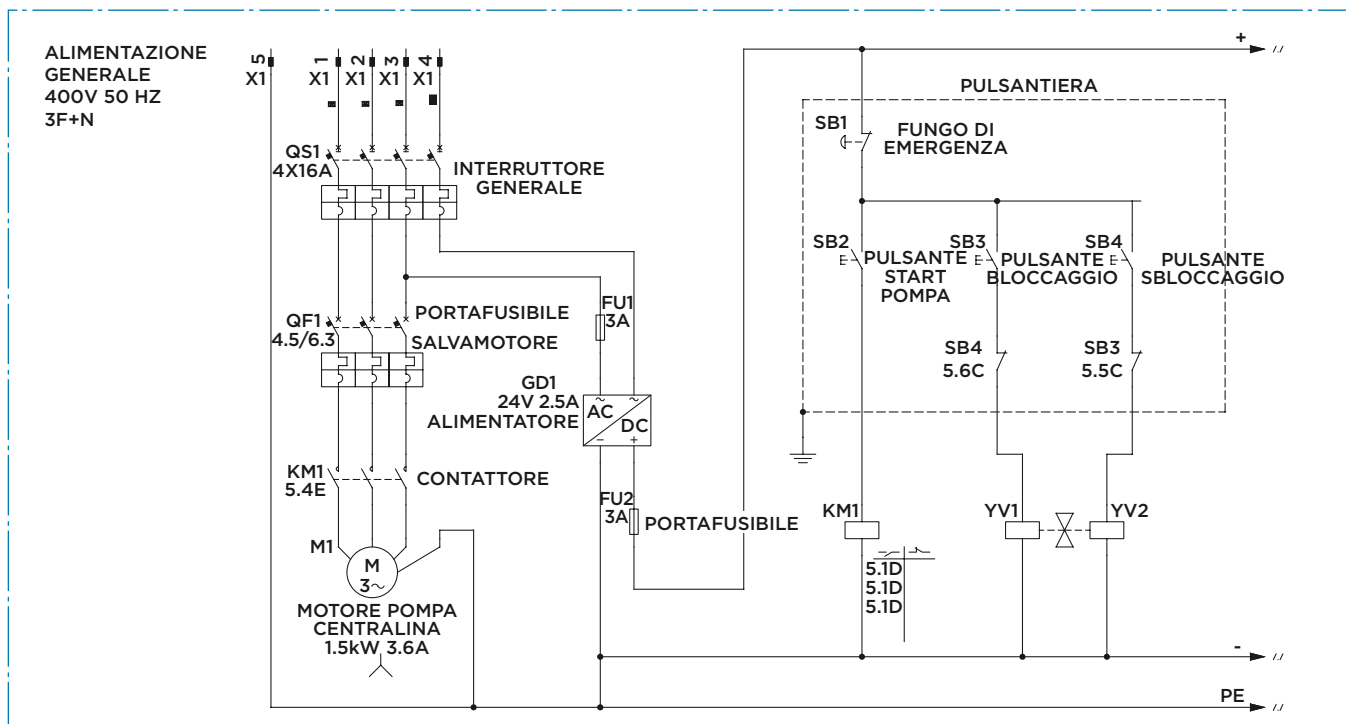 ALIMENTAZIONE
GENERALE
400V 50 HZ
3F+N
5
X1
1
X1
2
X1
3
X1
4
X1
QS1
4X16A
INTERRUTTORE
GENERALE
QF1
4.5/6.3
PORTAFUSIBILE
SALVAMOTORE
FU1
3A
GD1
24V 2.5A
ALIMENTATORE
~
~
AC
DC
-
+
KM1
5.4E
CONTATTORE
FU2
3A
PORTAFUSIBILE
M1
M
3~
MOTORE POMPA
CENTRALINA
1.5kW 3.6A
+
PULSANTIERA
SB1
FUNGO DI
EMERGENZA
SB2
PULSANTE
START
POMPA
SB3
PULSANTE
BLOCCAGGIO
SB4
PULSANTE
SBLOCCAGGIO
SB4
5.6C
SB3
5.5C
KM1
YV1
YV2
5.1D
5.1D
5.1D
-
PE